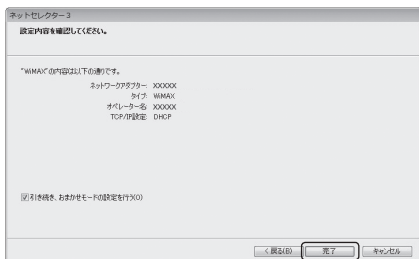 ネットセレクター3
設定内容を確認してください。
"WiMAX"の内容は以下の通りです。
ネットワークアダプター: XXXXX
タイプ: WiMAX
オペレーター名: XXXXX
TCP/IP設定: DHCP
引き続き、おまかせモードの設定を行う(O)
< 戻る(B) 完了 キャンセル